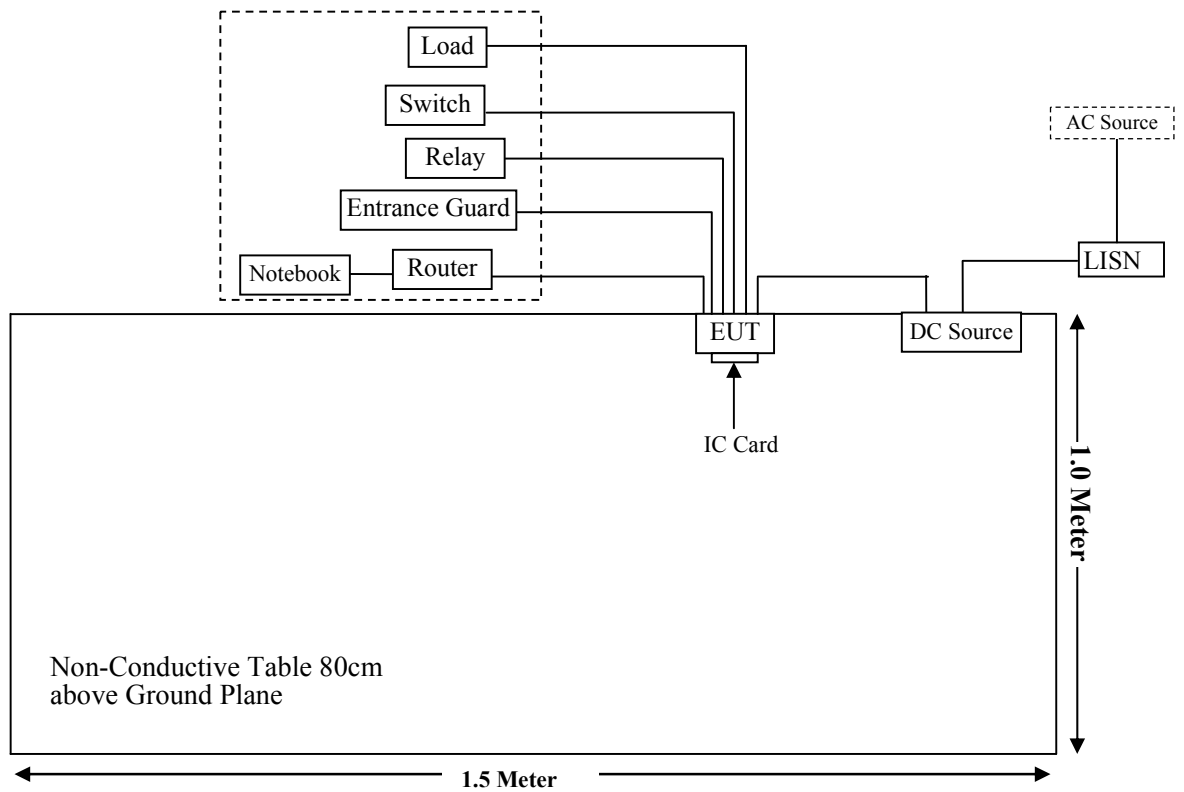 Load
Switch
AC Source
Relay
Entrance Guard
Notebook
Router
LISN
EUT
DC Source
IC Card
1.0 Meter
Non-Conductive Table 80cm
above Ground Plane
1.5 Meter